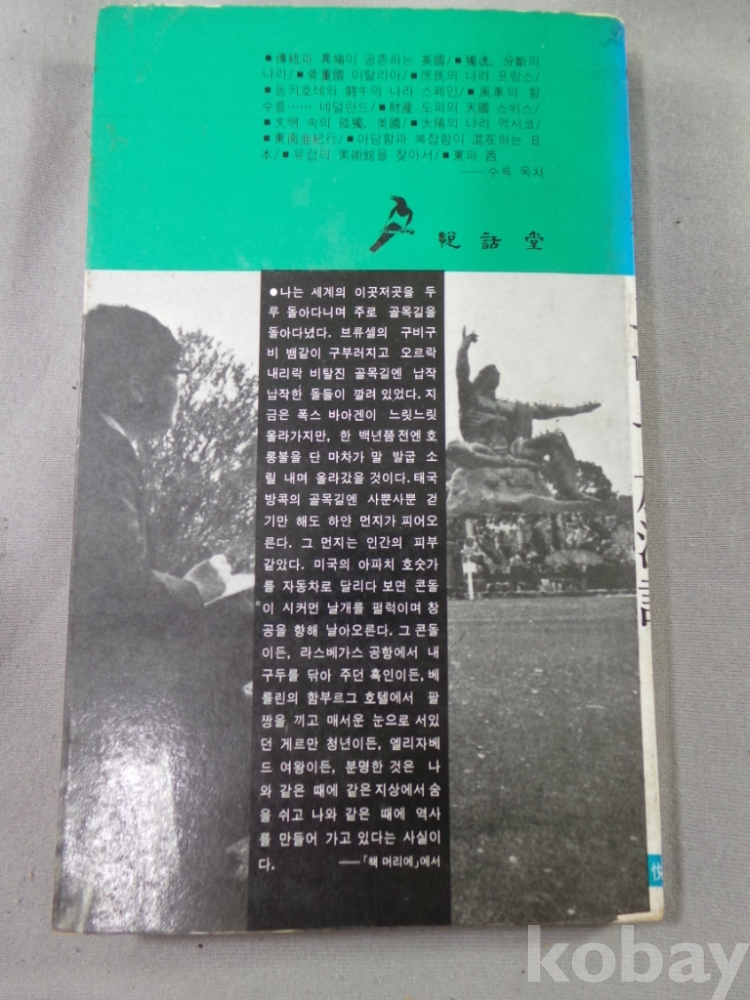 ■傳統과 異端이 공존하는 英國/■獨逸, 分斷의
나라/■骨董國 이탈리아/■庶民의 나라 프랑스/
■돈키호테와 鬪牛의 나라 스페인/■風車의 향
수를…… 네덜란드/■財産 도피의 天國 스위스/
■文明 속의 孤獨, 美國/■太陽의 나라 멕시코/
■東南亜紀行/■아담함과 복잡함이 混在하는 日
本/■유럽의 美術館을 찾아서/■東과 西
──수록 목차
悅話堂
●나는 세계의 이곳저곳을 두
루 돌아다니며 주로 골목길을
돌아다녔다. 브류셀의 구비구
비 뱀같이 구부러지고 오르락
내리락 비탈진 골목길엔 납작
납작한 돌들이 깔려 있었다. 지
금은 폭스 바아겐이 느릿느릿
올라가지만, 한 백년쯤 전엔 호
롱불을 단 마차가 말 발굽 소
릴 내며 올라갔을 것이다. 태국
방콕의 골목길엔 사뿐사뿐 걷
기만 해도 하얀 먼지가 피어오
른다. 그 먼지는 인간의 피부
같았다. 미국의 아파치 호숫가
를 자동차로 달리다 보면 콘돌
이 시커먼 날개를 펄럭이며 창
공을 향해 날아오른다. 그 콘돌
이든, 라스베가스 공항에서 내
구두를 닦아 주던 흑인이든, 베
를린의 함부르그 호텔에서 팔
짱을 끼고 매서운 눈으로 서있
던 게르만 청년이든, 엘리자베
드 여왕이든, 분명한 것은 나
와 같은 때에 같은 지상에서 숨
을 쉬고 나와 같은 때에 역사
를 만들어 가고 있다는 사실이
다. ──「책 머리에」에서
悅
kobay